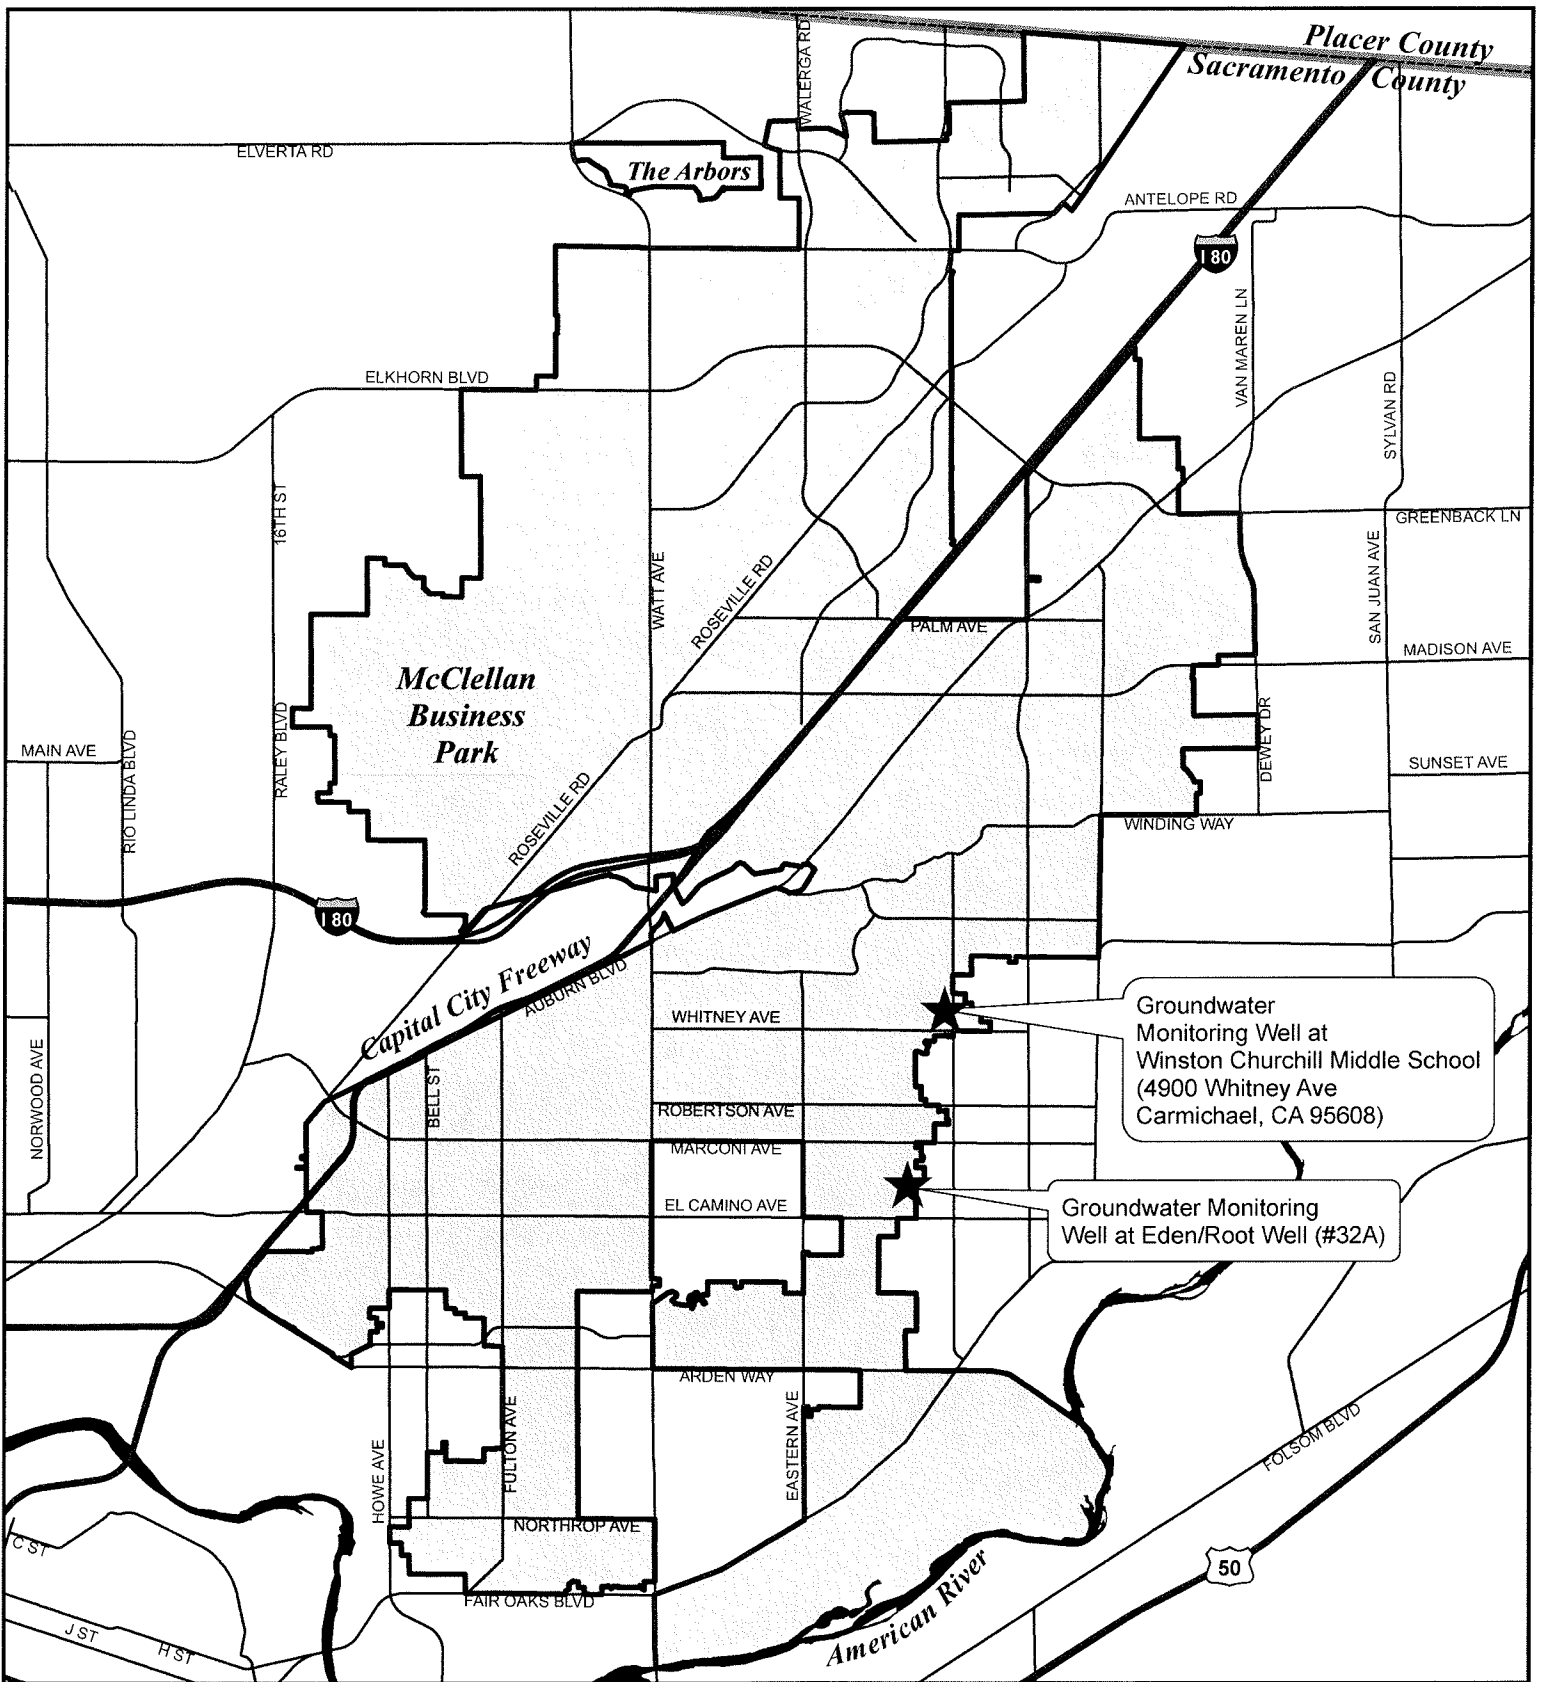 Placer County
Sacramento County
WALERGA RD
ELVERTA RD
The Arbors
ANTELOPE RD
I 80
VAN MAREN LN
ELKHORN BLVD
SYLVAN RD
16TH ST
GREENBACK LN
WATT AVE
ROSEVILLE RD
SAN JUAN AVE
PALM AVE
MADISON AVE
McClellan
Business
Park
RALEY BLVD
DEWEY DR
MAIN AVE
RIO LINDA BLVD
SUNSET AVE
ROSEVILLE RD
WINDING WAY
I 80
Capital City Freeway
AUBURN BLVD
WHITNEY AVE
Groundwater
Monitoring Well at
Winston Churchill Middle School
(4900 Whitney Ave
Carmichael, CA 95608)
NORWOOD AVE
BELL ST
ROBERTSON AVE
MARCONI AVE
EL CAMINO AVE
Groundwater Monitoring
Well at Eden/Root Well (#32A)
ARDEN WAY
HOWE AVE
FULTON AVE
EASTERN AVE
FOLSOM BLVD
NORTHROP AVE
C ST
50
FAIR OAKS BLVD
American River
J ST
H ST